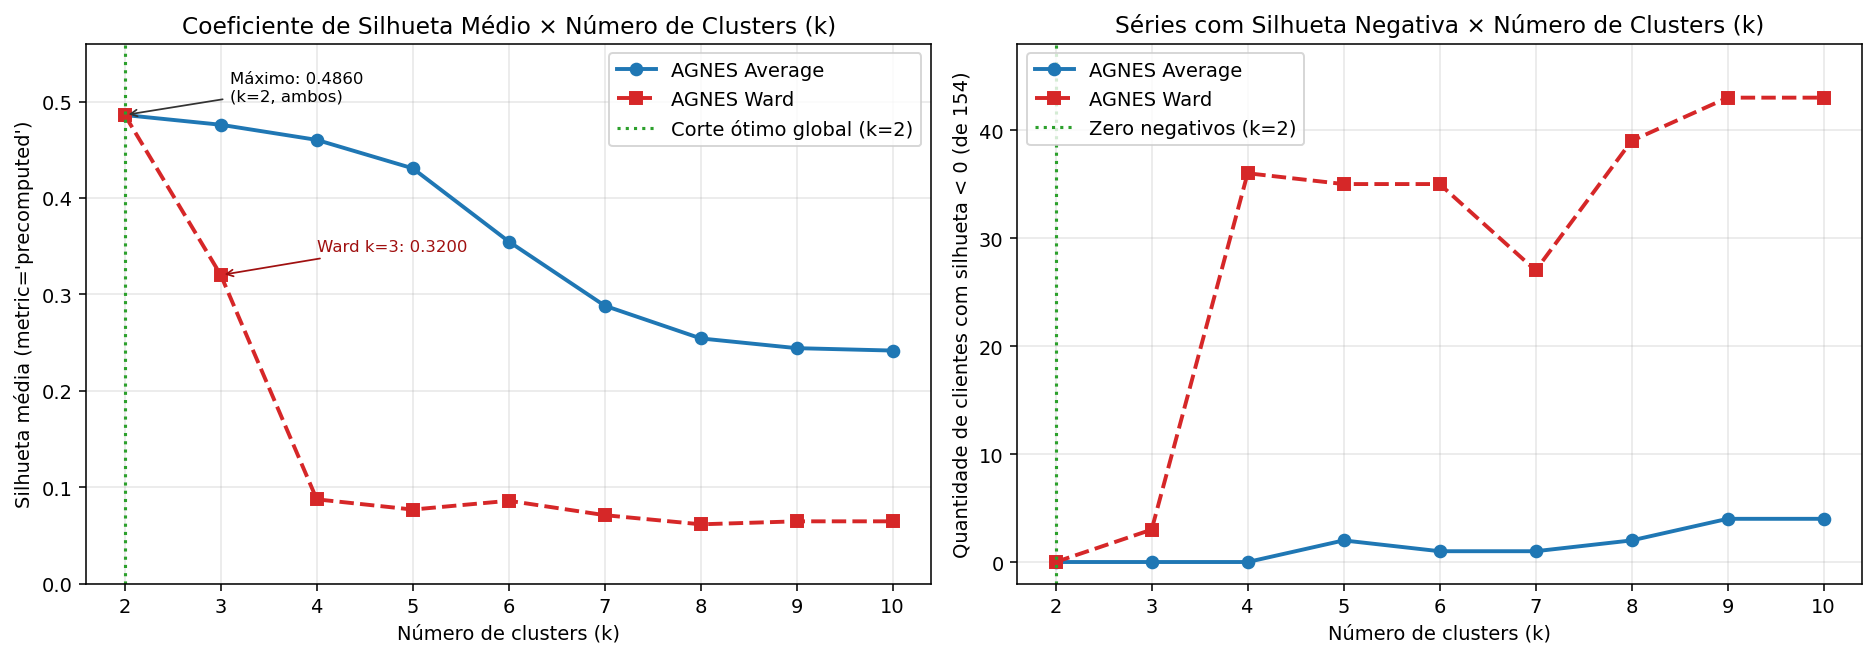 Coeficiente de Silhueta Médio × Número de Clusters (k)
Silhueta média (metric='precomputed')
0.5
0.4
0.3
0.2
0.1
0.0
Máximo: 0.4860
(k=2, ambos)
Ward k=3: 0.3200
AGNES Average
AGNES Ward
Corte ótimo global (k=2)
2 3 4 5 6 7 8 9 10
Número de clusters (k)
Séries com Silhueta Negativa × Número de Clusters (k)
Quantidade de clientes com silhueta < 0 (de 154)
40
30
20
10
0
AGNES Average
AGNES Ward
Zero negativos (k=2)
2 3 4 5 6 7 8 9 10
Número de clusters (k)